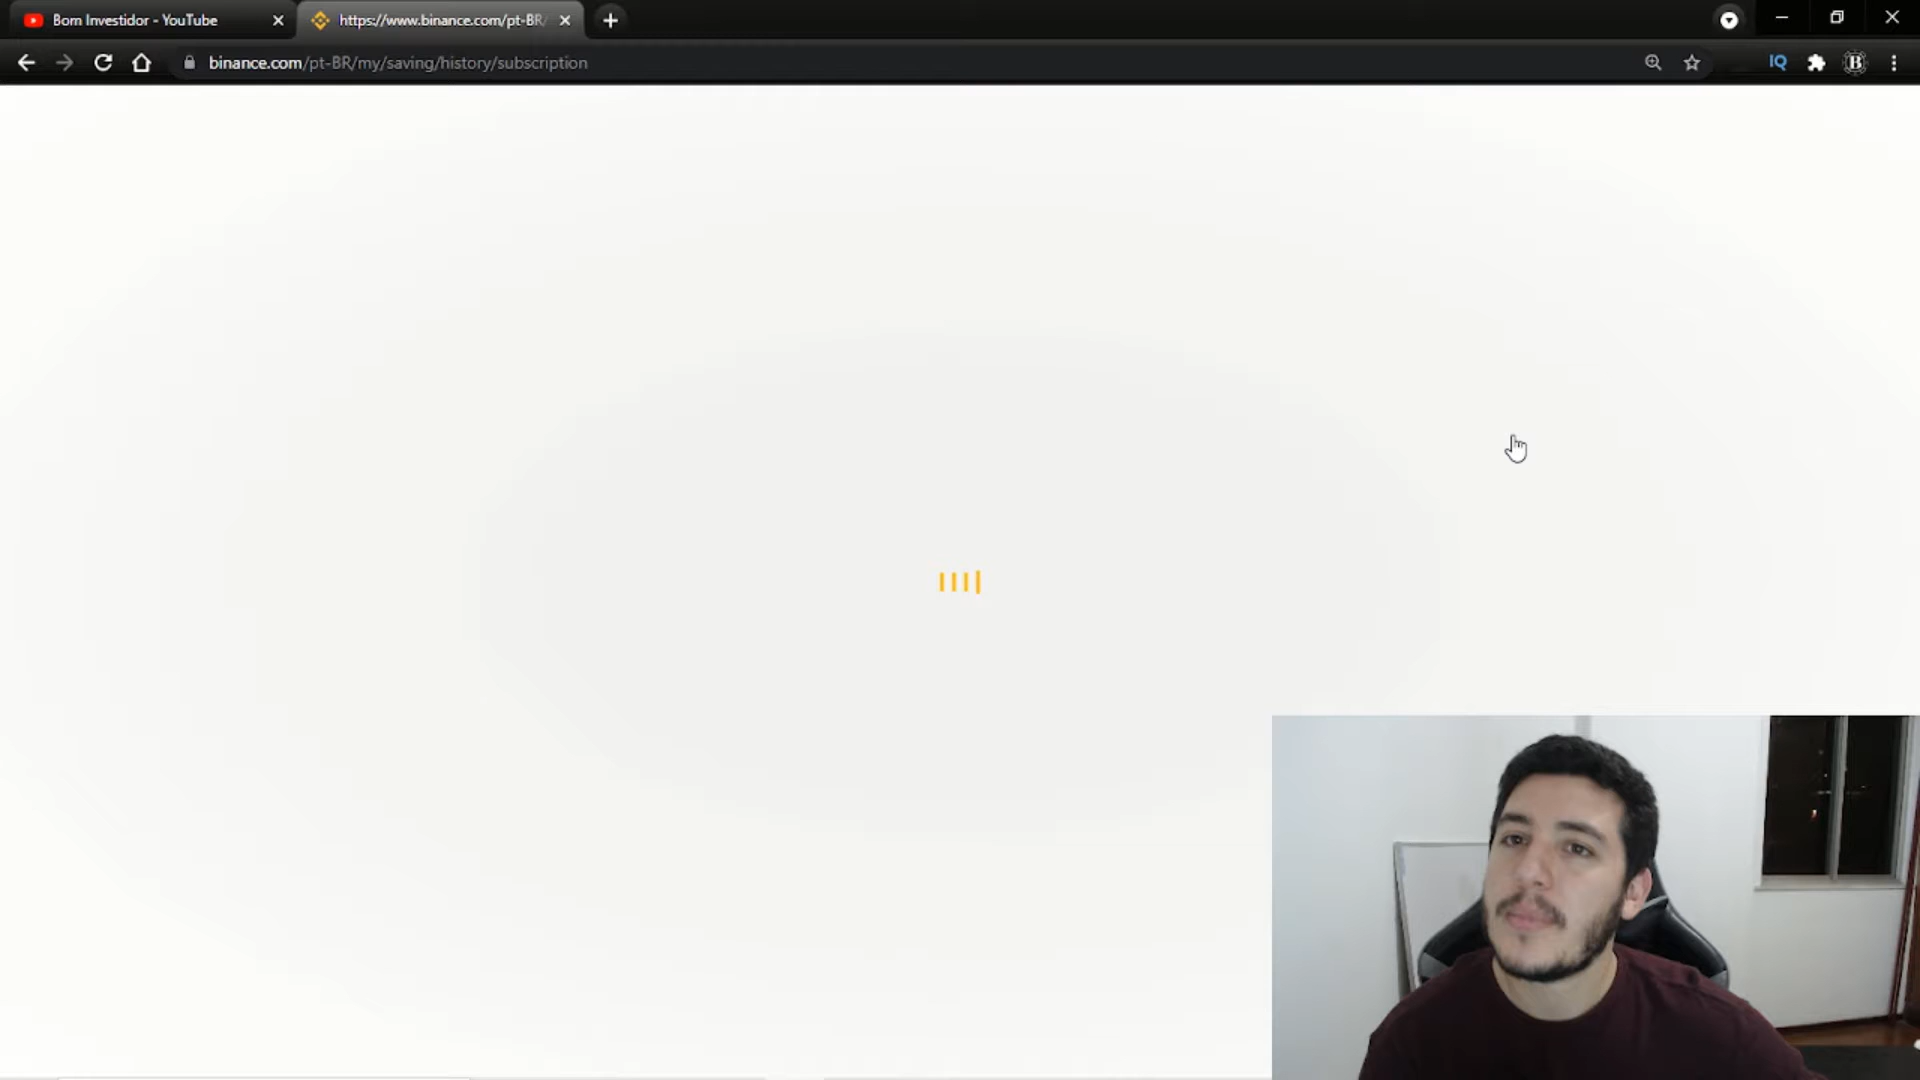 Bom Investidor - YouTube
https://www.binance.com/pt-BR/
binance.com/pt-BR/my/saving/history/subscription
IQ
B